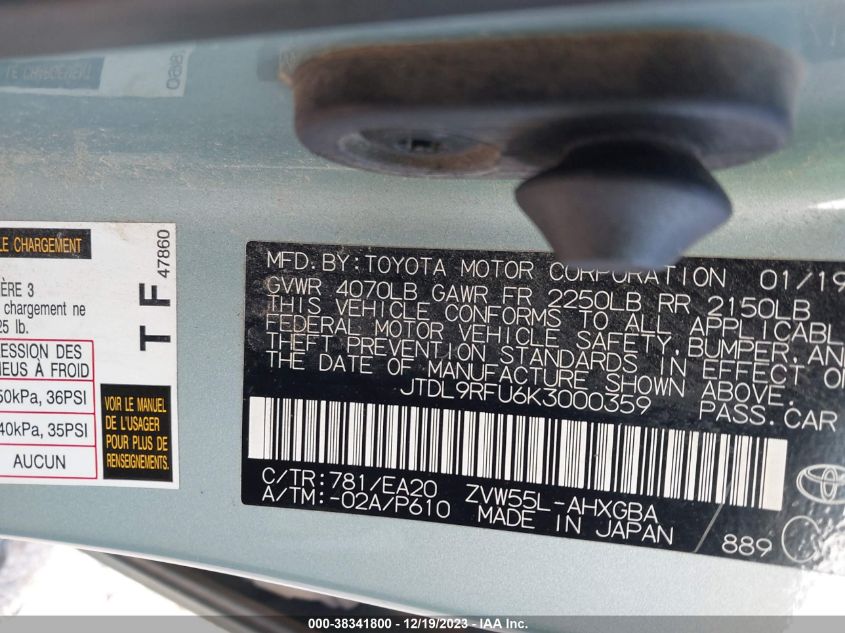 LE CHARGEMENT
47860
ÈRE 3
chargement ne
25 lb.
T F
ESSION DES
NEUS À FROID
50kPa, 36PSI
40kPa, 35PSI
AUCUN
VOIR LE MANUEL
DE L'USAGER
POUR PLUS DE
RENSEIGNEMENTS.
MFD. BY: TOYOTA MOTOR CORPORATION 01/19
GVWR 4070LB GAWR FR 2250LB RR 2150LB
THIS VEHICLE CONFORMS TO ALL APPLICABL
FEDERAL MOTOR VEHICLE SAFETY, BUMPER, AN
THEFT PREVENTION STANDARDS IN EFFECT O
THE DATE OF MANUFACTURE SHOWN ABOVE.
JTDL9RFU6K3000359 PASS. CAR
C/TR: 781/EA20 ZVW55L-AHXGBA
A/TM: -02A/P610 MADE IN JAPAN
889
000-38341800 - 12/19/2023 - IAA Inc.